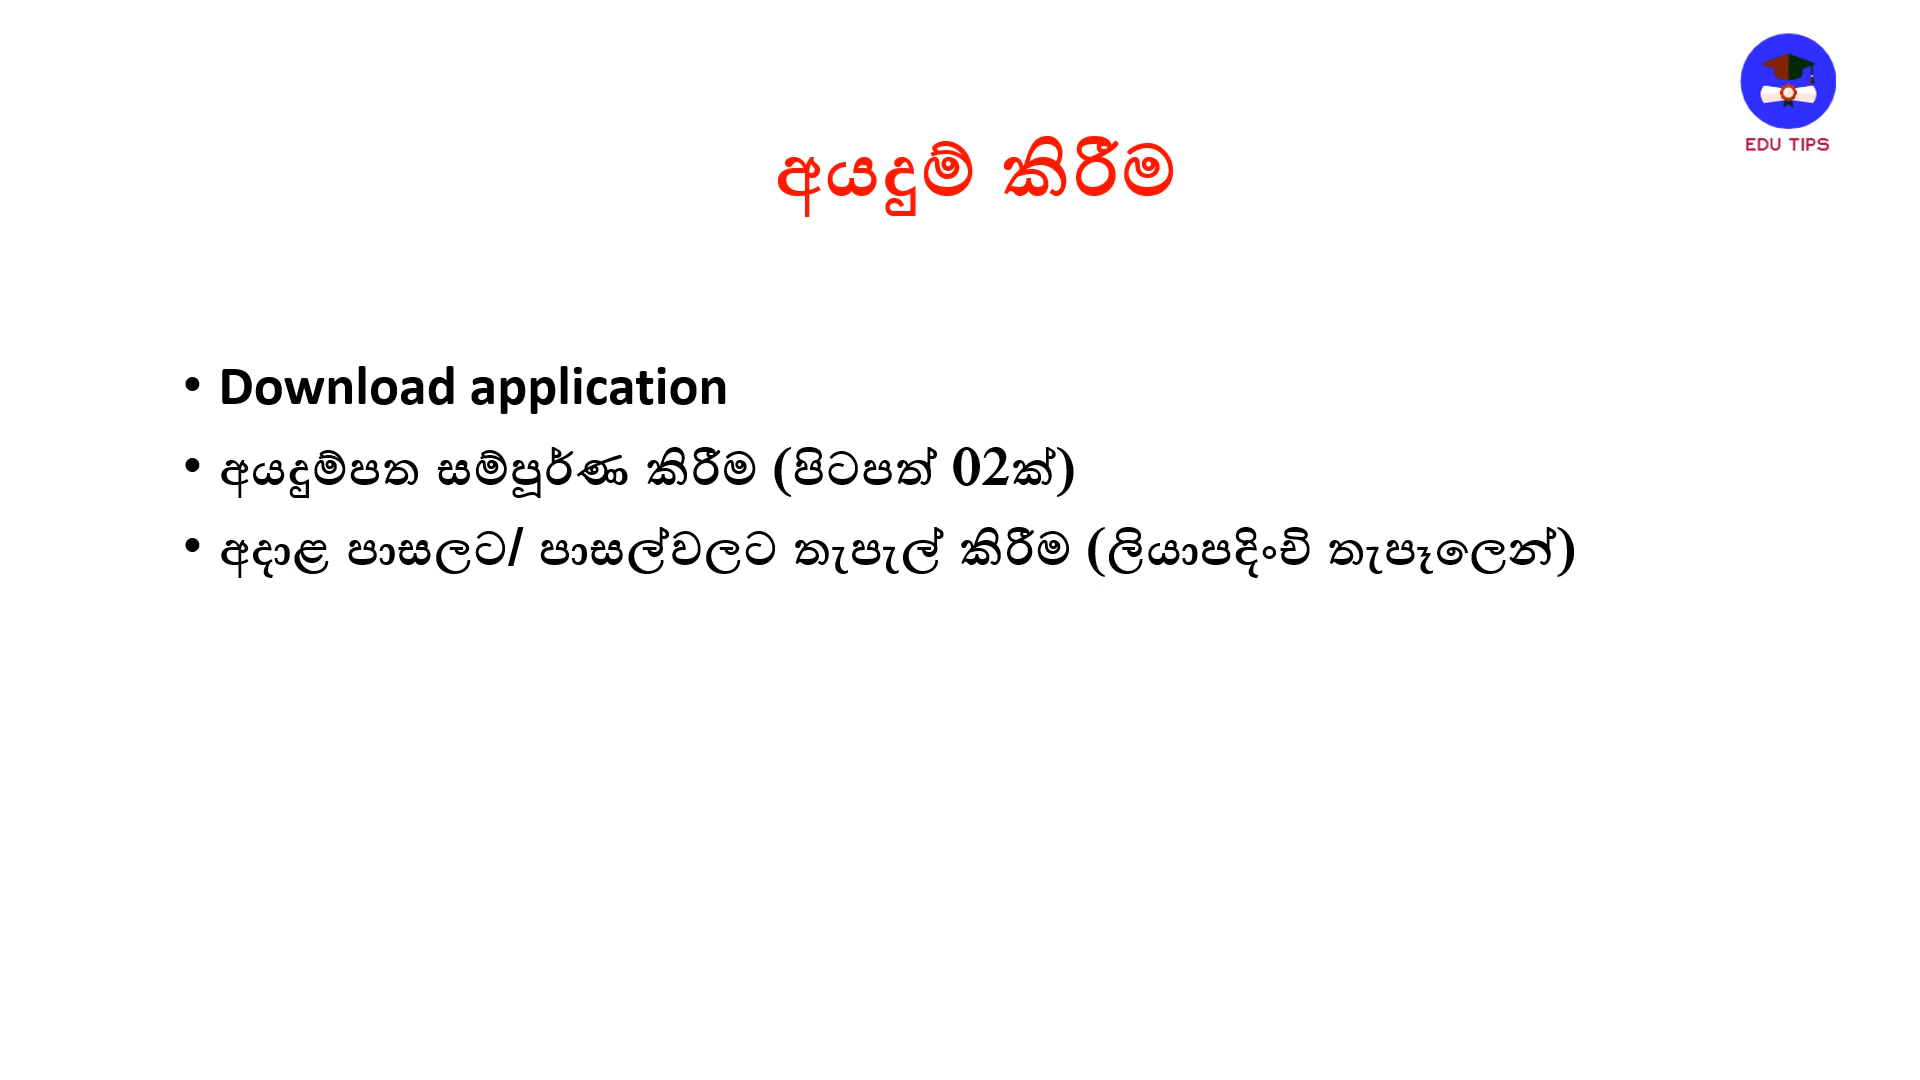 EDU TIPS
අයදුම් කිරීම
• Download application
• අයදුම්පත සම්පූර්ණ කිරීම (පිටපත් 02ක්)
• අදාළ පාසලට/ පාසල්වලට තැපැල් කිරීම (ලියාපදිංචි තැපෑලෙන්)